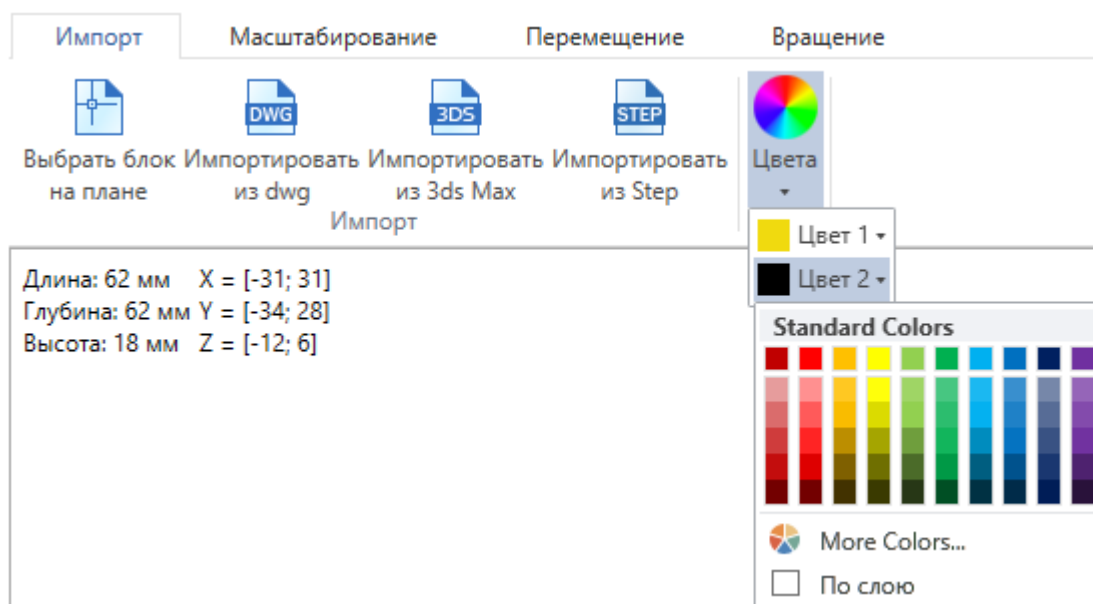 Импорт Масштабирование Перемещение Вращение
DWG 3DS STEP
Выбрать блок Импортировать Импортировать Импортировать Цвета
на плане из dwg из 3ds Max из Step
Импорт
Цвет 1
Длина: 62 мм X = [-31; 31]
Цвет 2
Глубина: 62 мм Y = [-34; 28]
Standard Colors
Высота: 18 мм Z = [-12; 6]
More Colors...
По слою